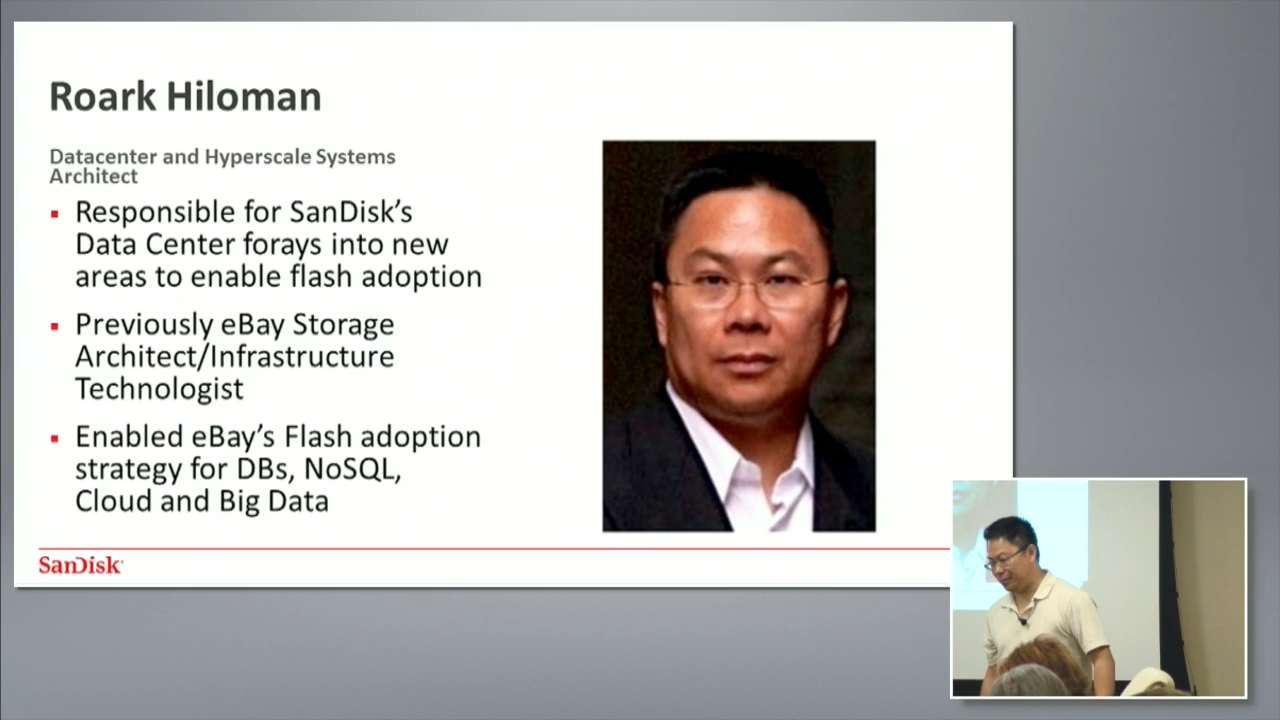 Roark Hiloman
Datacenter and Hyperscale Systems
Architect
Responsible for SanDisk’s
Data Center forays into new
areas to enable flash adoption
Previously eBay Storage
Architect/Infrastructure
Technologist
Enabled eBay’s Flash adoption
strategy for DBs, NoSQL,
Cloud and Big Data
SanDisk